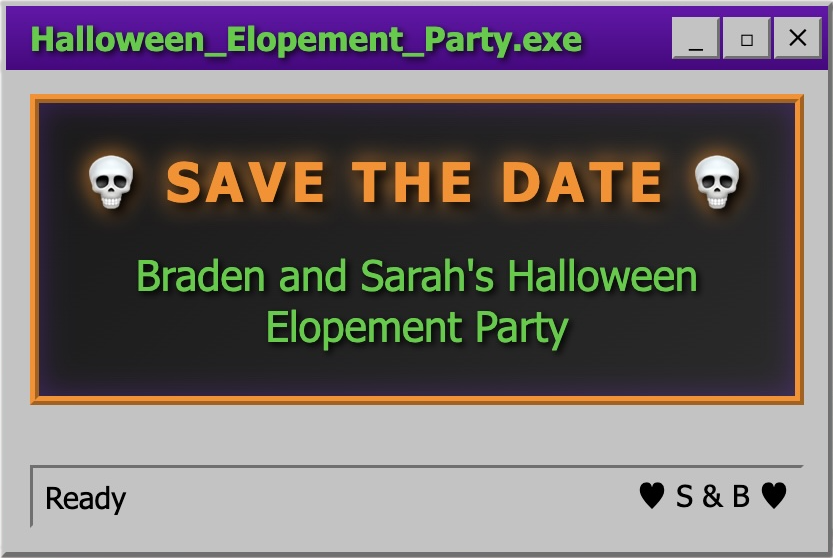 Halloween_Elopement_Party.exe
💀 SAVE THE DATE 💀
Braden and Sarah's Halloween
Elopement Party
Ready
♥ S & B ♥